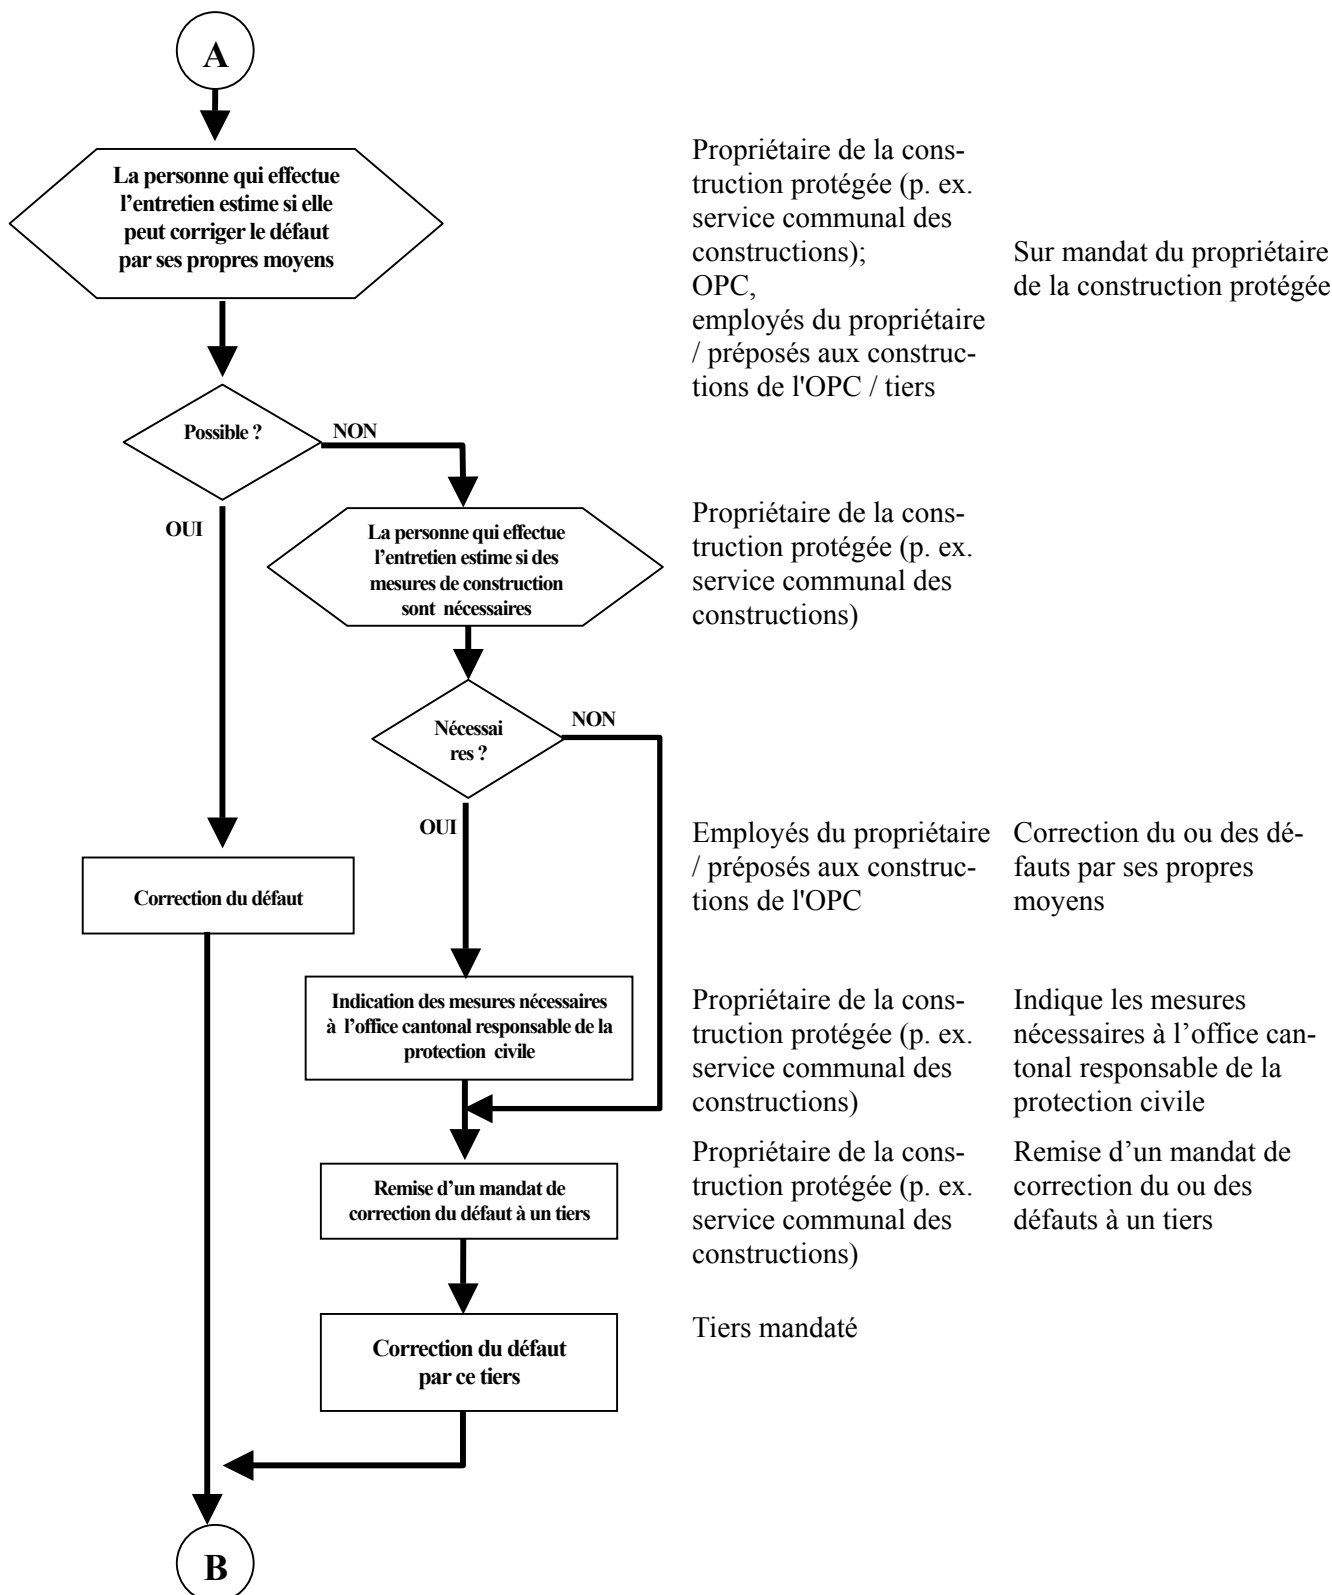 A
La personne qui effectue
l’entretien estime si elle
peut corriger le défaut
par ses propres moyens
Propriétaire de la cons-
truction protégée (p. ex.
service communal des
constructions);
OPC,
employés du propriétaire
/ préposés aux construc-
tions de l'OPC / tiers
Sur mandat du propriétaire
de la construction protégée
Possible ?
NON
OUI
La personne qui effectue
l’entretien estime si des
mesures de construction
sont nécessaires
Propriétaire de la cons-
truction protégée (p. ex.
service communal des
constructions)
Nécessai
res ?
NON
OUI
Correction du défaut
Employés du propriétaire
/ préposés aux construc-
tions de l'OPC
Correction du ou des dé-
fauts par ses propres
moyens
Indication des mesures nécessaires
à l’office cantonal responsable de la
protection civile
Propriétaire de la cons-
truction protégée (p. ex.
service communal des
constructions)
Indique les mesures
nécessaires à l’office can-
tonal responsable de la
protection civile
Remise d’un mandat de
correction du défaut à un tiers
Propriétaire de la cons-
truction protégée (p. ex.
service communal des
constructions)
Remise d’un mandat de
correction du ou des
défauts à un tiers
Correction du défaut
par ce tiers
Tiers mandaté
B